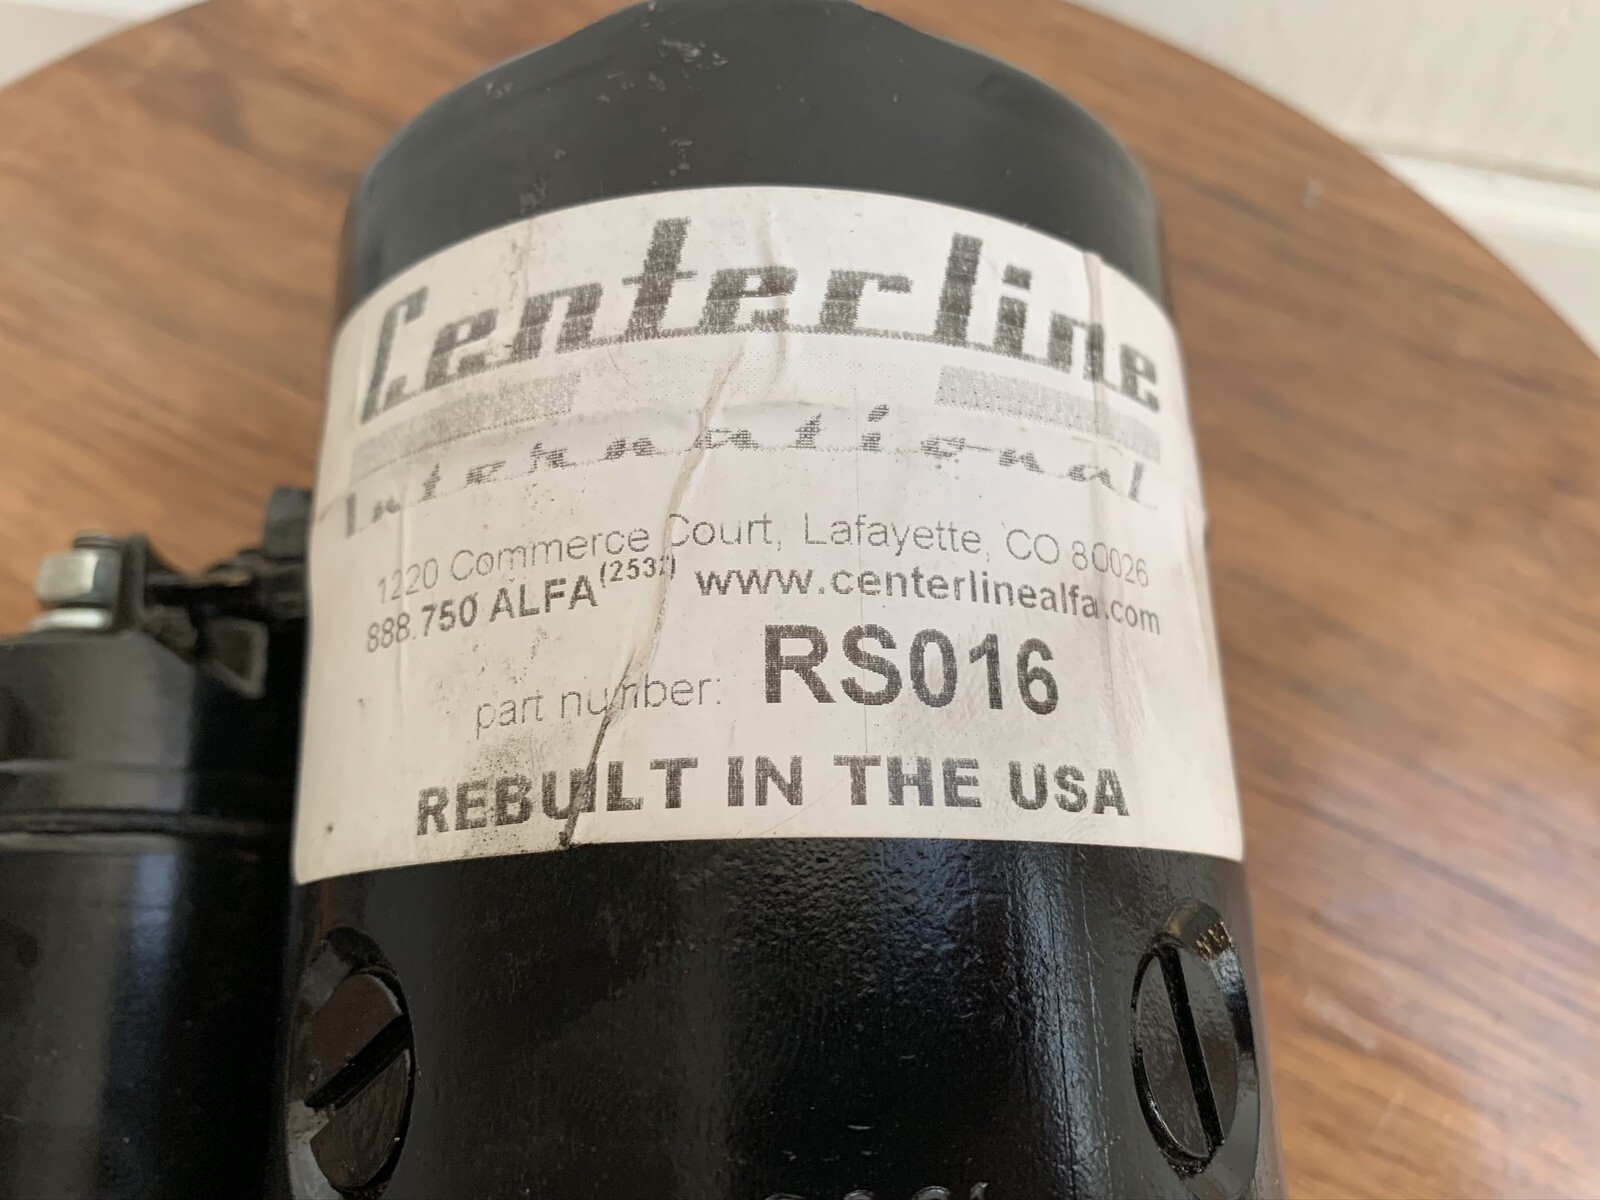 Centerline
International
1220 Commerce Court, Lafayette, CO 80026
888.750 ALFA(2532) www.centerlinealfa.com
part number: RS016
REBUILT IN THE USA